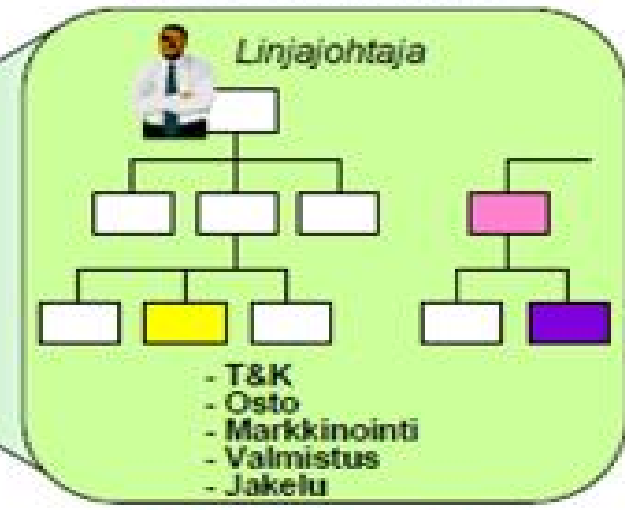 Linjajohtaja
- T&K
- Osto
- Markkinointi
- Valmistus
- Jakelu